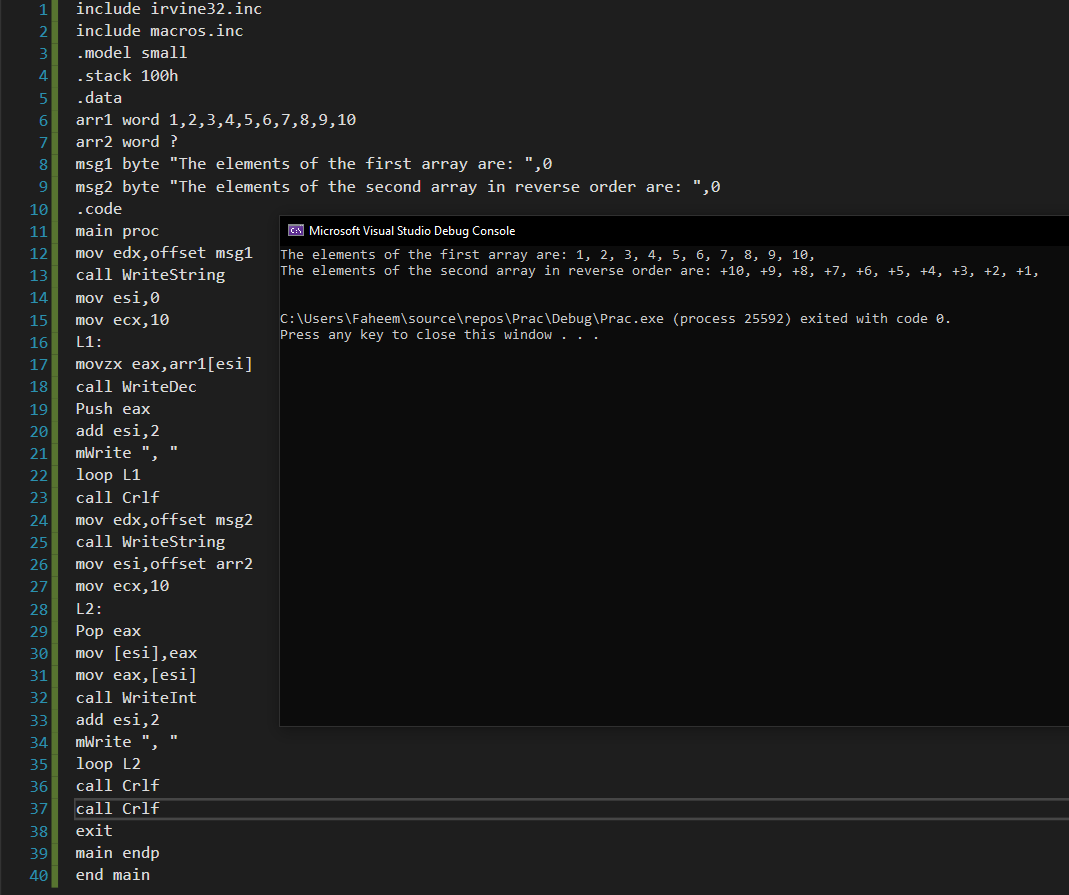 1 include irvine32.inc
2 include macros.inc
3 .model small
4 .stack 100h
5 .data
6 arr1 word 1,2,3,4,5,6,7,8,9,10
7 arr2 word ?
8 msg1 byte "The elements of the first array are: ",0
9 msg2 byte "The elements of the second array in reverse order are: ",0
10 .code
11 main proc
12 mov edx,offset msg1
13 call WriteString
14 mov esi,0
15 mov ecx,10
16 L1:
17 movzx eax,arr1[esi]
18 call WriteDec
19 Push eax
20 add esi,2
21 mWrite ", "
22 loop L1
23 call Crlf
24 mov edx,offset msg2
25 call WriteString
26 mov esi,offset arr2
27 mov ecx,10
28 L2:
29 Pop eax
30 mov [esi],eax
31 mov eax,[esi]
32 call WriteInt
33 add esi,2
34 mWrite ", "
35 loop L2
36 call Crlf
37 call Crlf
38 exit
39 main endp
40 end main
C:\ Microsoft Visual Studio Debug Console
The elements of the first array are: 1, 2, 3, 4, 5, 6, 7, 8, 9, 10,
The elements of the second array in reverse order are: +10, +9, +8, +7, +6, +5, +4, +3, +2, +1,
C:\Users\Faheem\source\repos\Prac\Debug\Prac.exe (process 25592) exited with code 0.
Press any key to close this window . . .